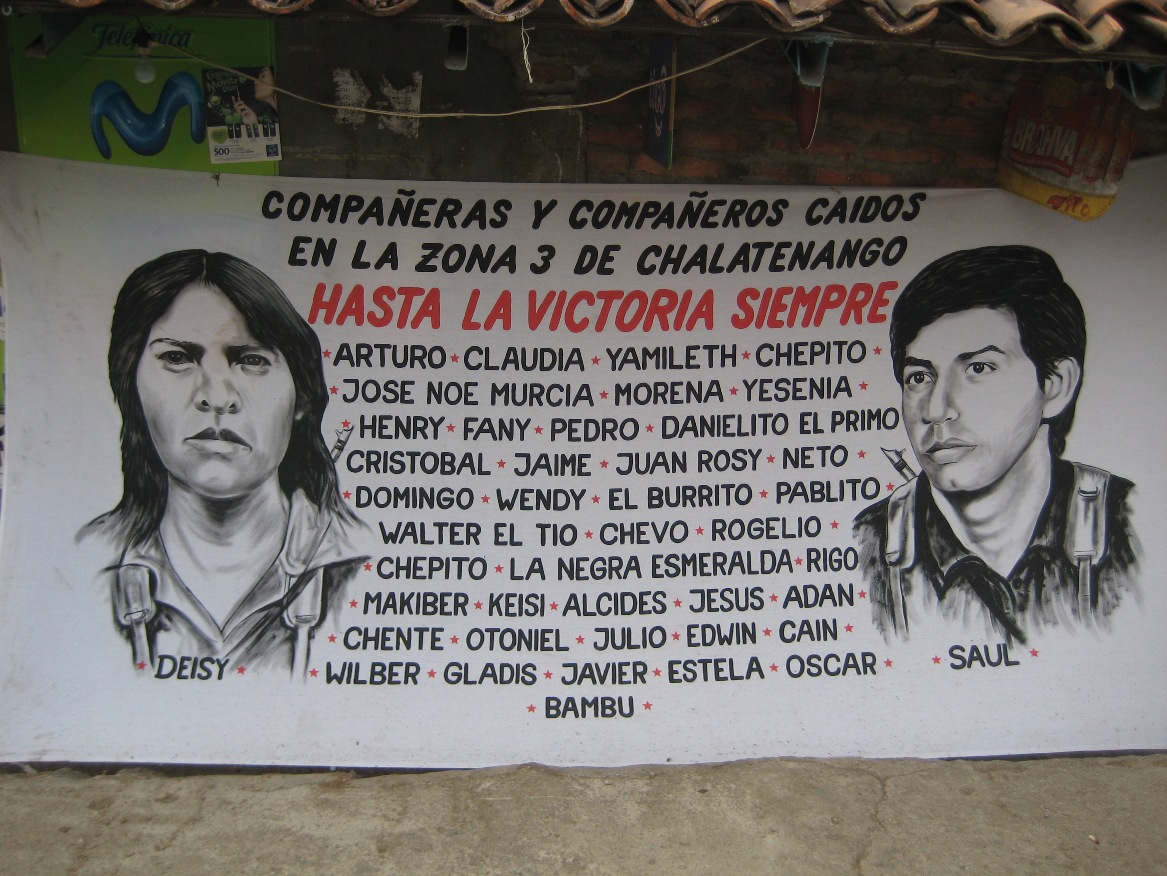 Telefónica
500
BRAHVA
COMPAÑERAS Y COMPAÑEROS CAIDOS
EN LA ZONA 3 DE CHALATENANGO
HASTA LA VICTORIA SIEMPRE
★ARTURO★CLAUDIA★YAMILETH★CHEPITO★
★JOSE NOE MURCIA★MORENA★YESENIA★
★HENRY★FANY★PEDRO★DANIELITO EL PRIMO
CRISTOBAL★JAIME★JUAN ROSY★NETO★
★DOMINGO★WENDY★EL BURRITO★PABLITO★
WALTER EL TIO★CHEVO★ROGELIO★
★CHEPITO★LA NEGRA ESMERALDA★RIGO
★MAKIBER★KEISI★ALCIDES★JESUS★ADAN★
★CHENTE★OTONIEL★JULIO★EDWIN★CAIN★
★DEISY★
★WILBER★GLADIS★JAVIER★ESTELA★OSCAR★
★SAUL★
★BAMBU★